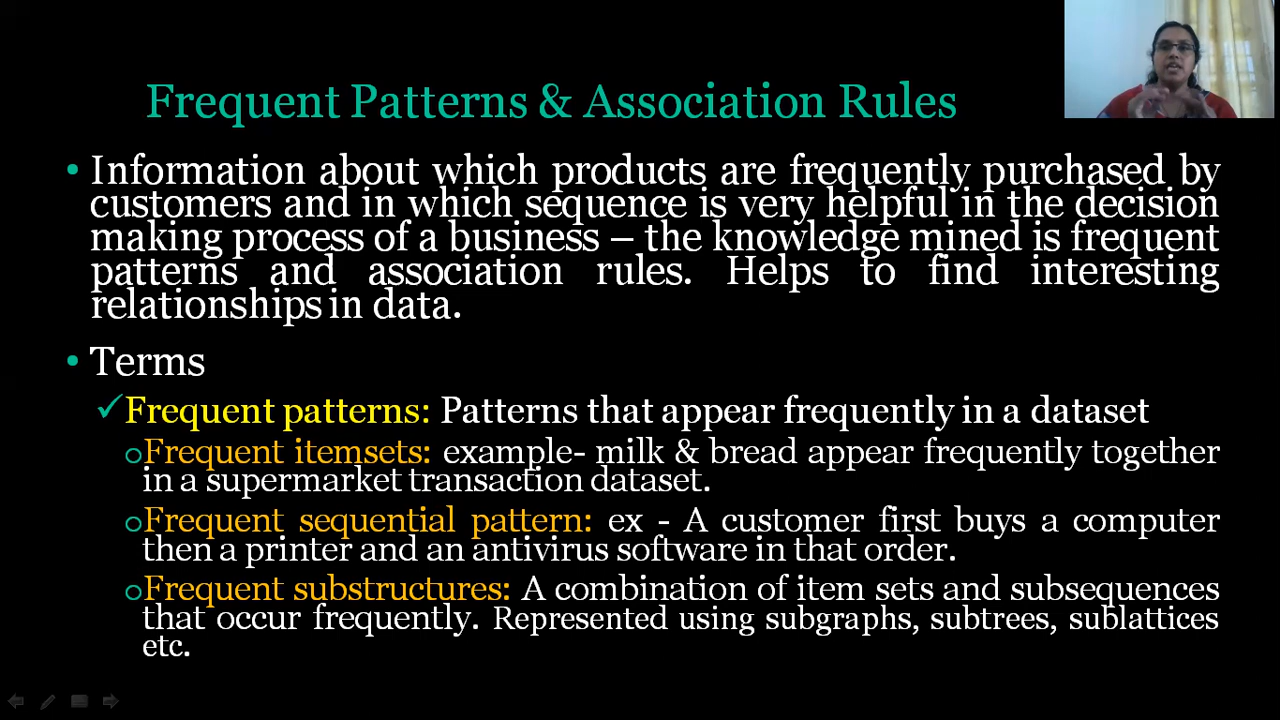 Frequent Patterns & Association Rules
• Information about which products are frequently purchased by
customers and in which sequence is very helpful in the decision
making process of a business – the knowledge mined is frequent
patterns and association rules. Helps to find interesting
relationships in data.
• Terms
✓Frequent patterns: Patterns that appear frequently in a dataset
oFrequent itemsets: example- milk & bread appear frequently together
in a supermarket transaction dataset.
oFrequent sequential pattern: ex - A customer first buys a computer
then a printer and an antivirus software in that order.
oFrequent substructures: A combination of item sets and subsequences
that occur frequently. Represented using subgraphs, subtrees, sublattices
etc.